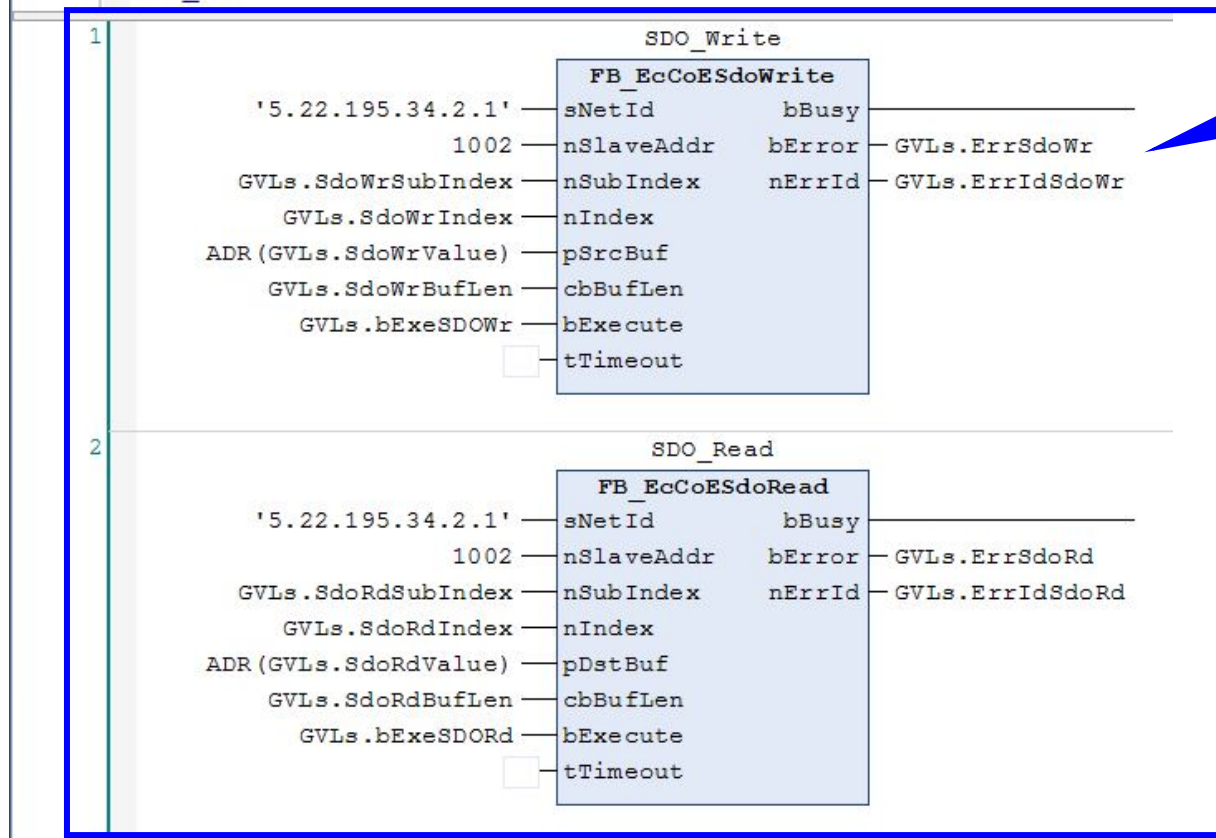 1
SDO_Write
FB_EcCoESdoWrite
'5.22.195.34.2.1' sNetId bBusy
1002 nSlaveAddr bError GVLs.ErrSdoWr
GVLs.SdoWrSubIndex nSubIndex nErrId GVLs.ErrIdSdoWr
GVLs.SdoWrIndex nIndex
ADR(GVLs.SdoWrValue) pSrcBuf
GVLs.SdoWrBufLen cbBufLen
GVLs.bExeSDOWr bExecute
tTimeout
2
SDO_Read
FB_EcCoESdoRead
'5.22.195.34.2.1' sNetId bBusy
1002 nSlaveAddr bError GVLs.ErrSdoRd
GVLs.SdoRdSubIndex nSubIndex nErrId GVLs.ErrIdSdoRd
GVLs.SdoRdIndex nIndex
ADR(GVLs.SdoRdValue) pDstBuf
GVLs.SdoRdBufLen cbBufLen
GVLs.bExeSDORd bExecute
tTimeout